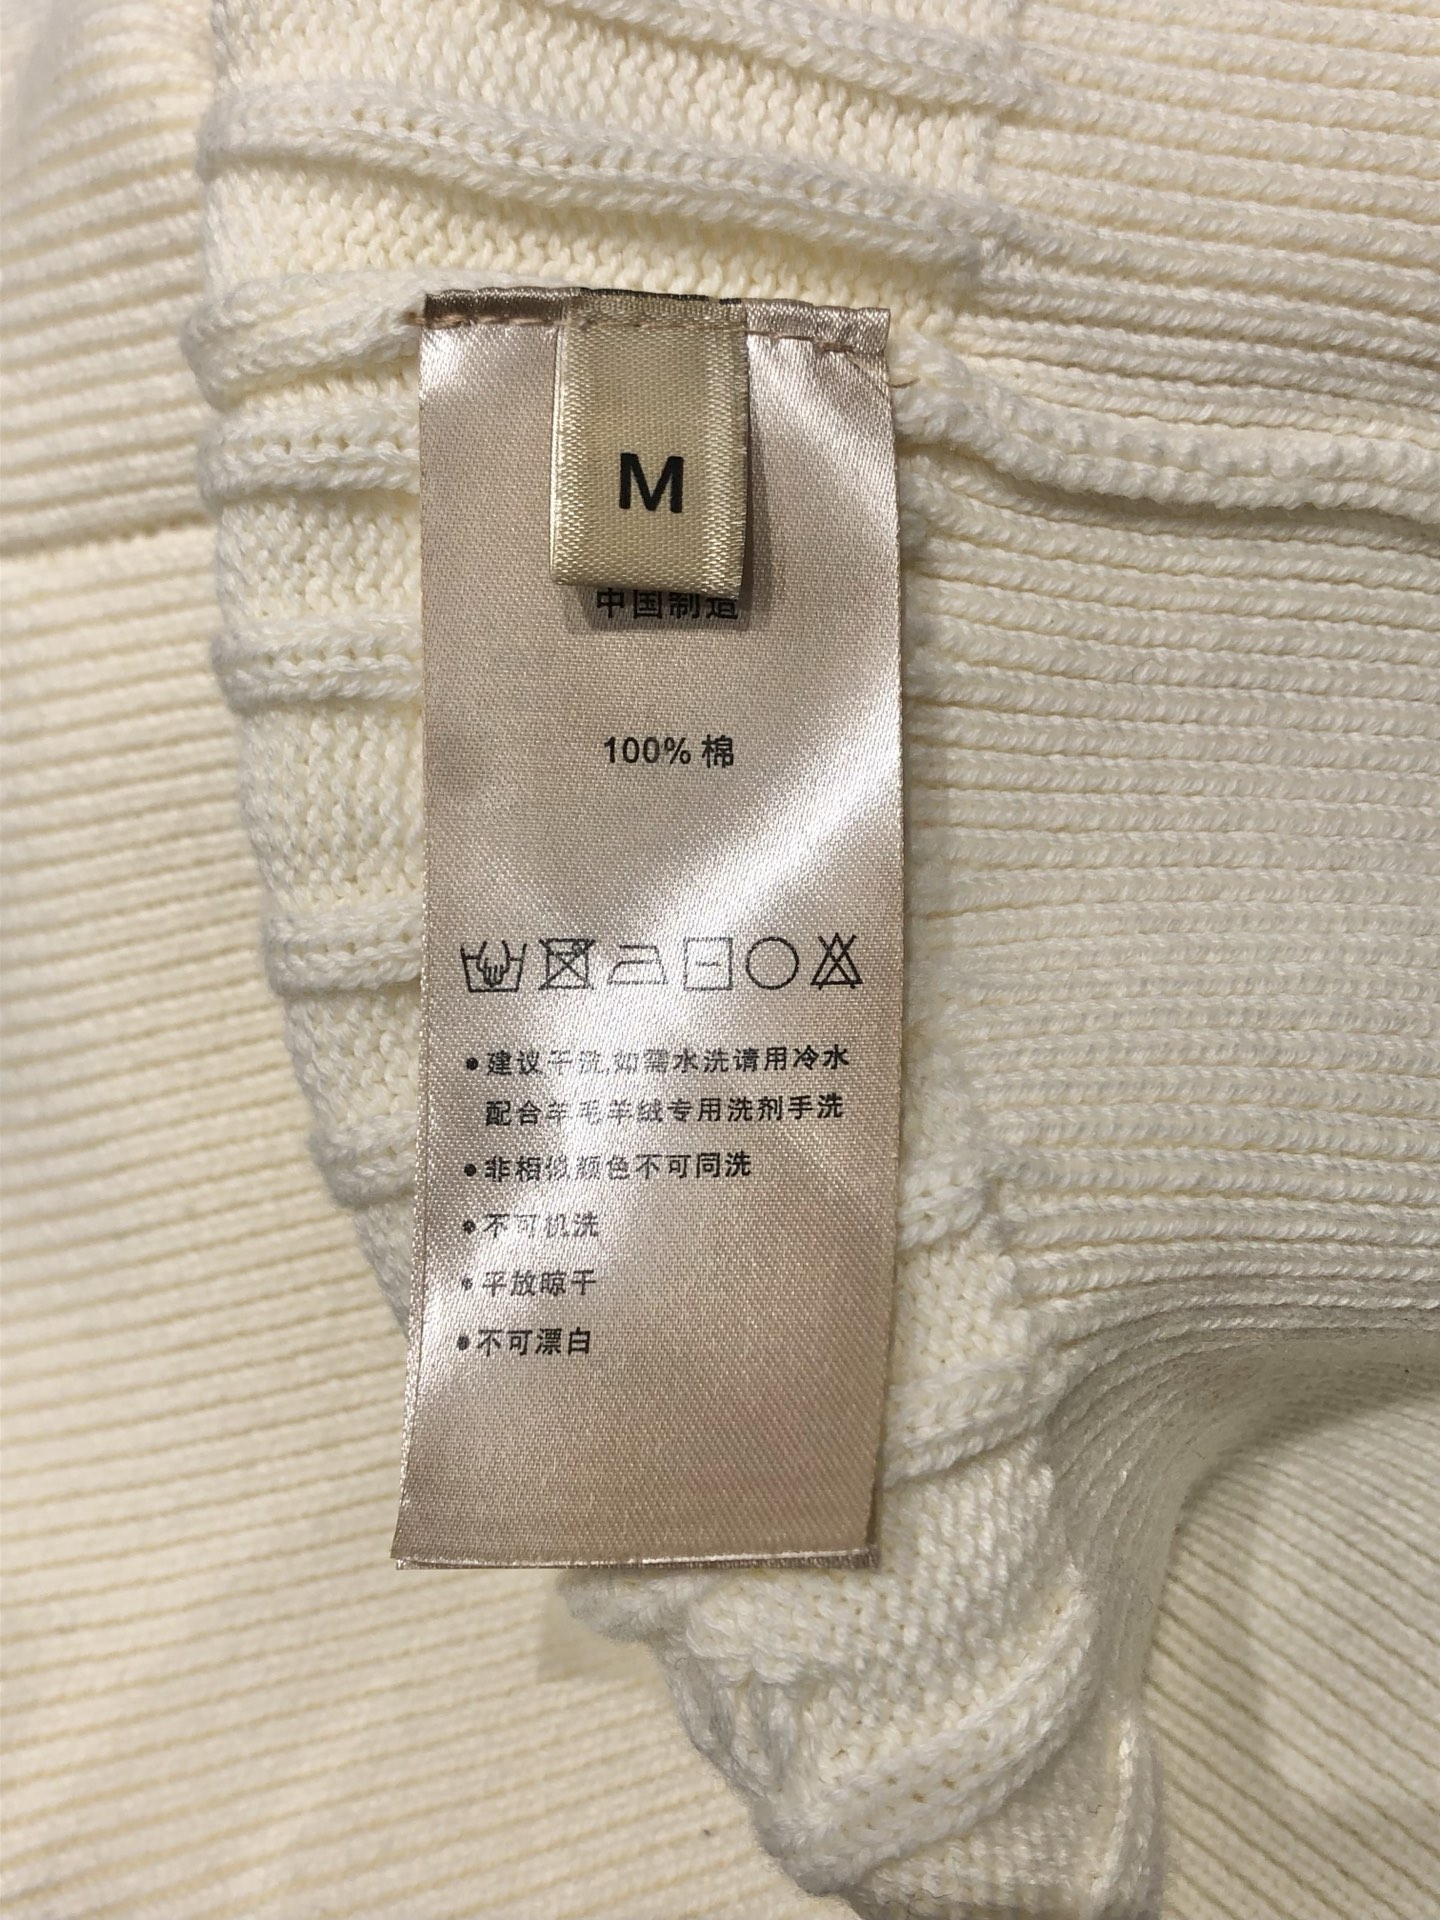 M
中国制造
100% 棉
•建议干洗,如需水洗请用冷水
配合羊毛羊绒专用洗剂手洗
•非相似颜色不可同洗
•不可机洗
•平放晾干
•不可漂白